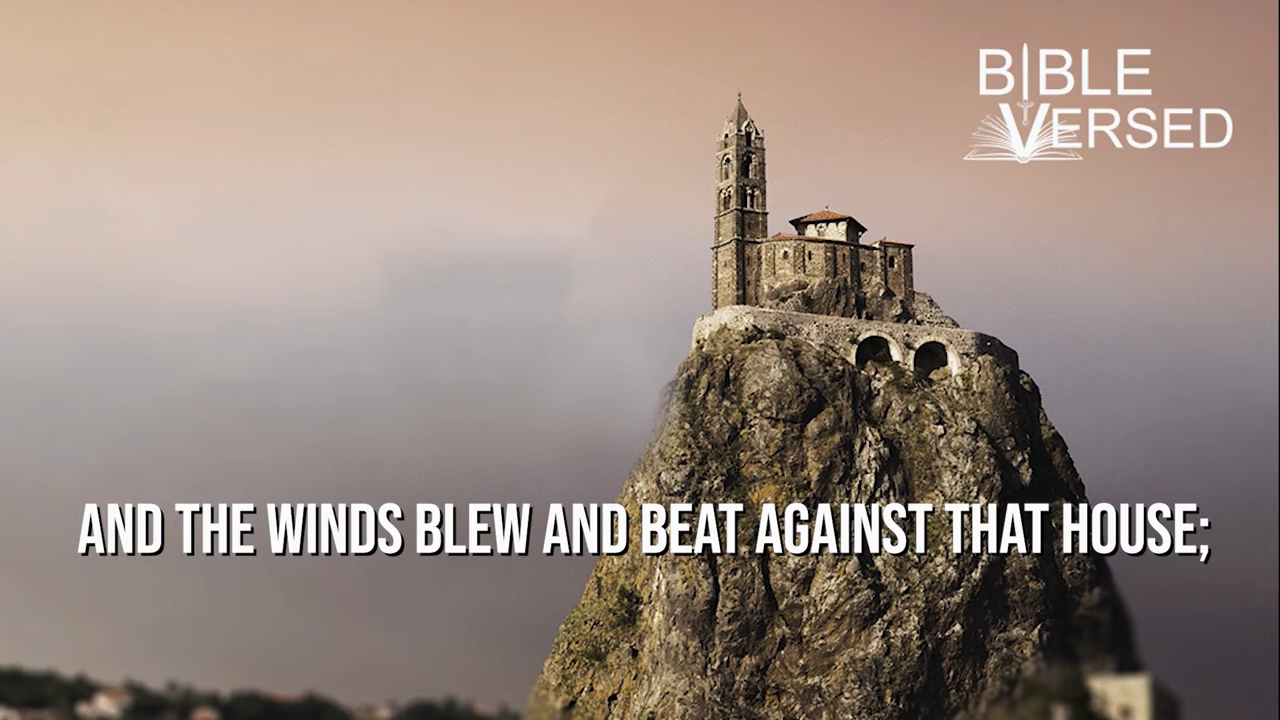 BIBLE
VERSED
AND THE WINDS BLEW AND BEAT AGAINST THAT HOUSE;